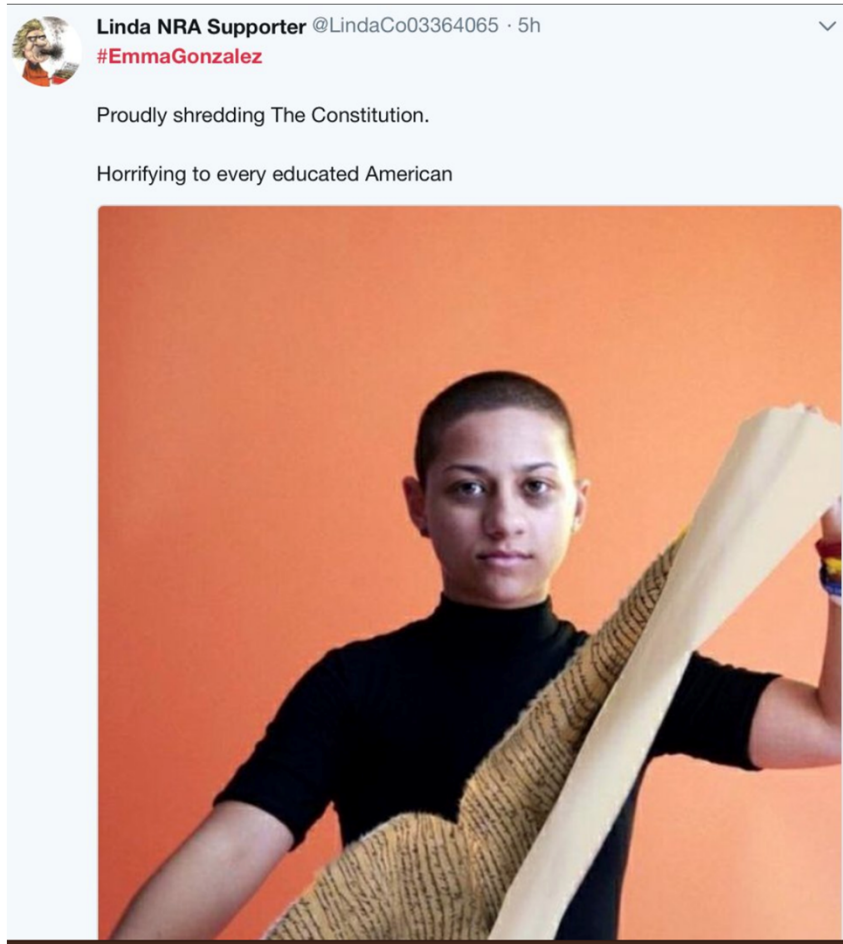 Linda NRA Supporter @LindaCo03364065 · 5h
#EmmaGonzalez
Proudly shredding The Constitution.
Horrifying to every educated American